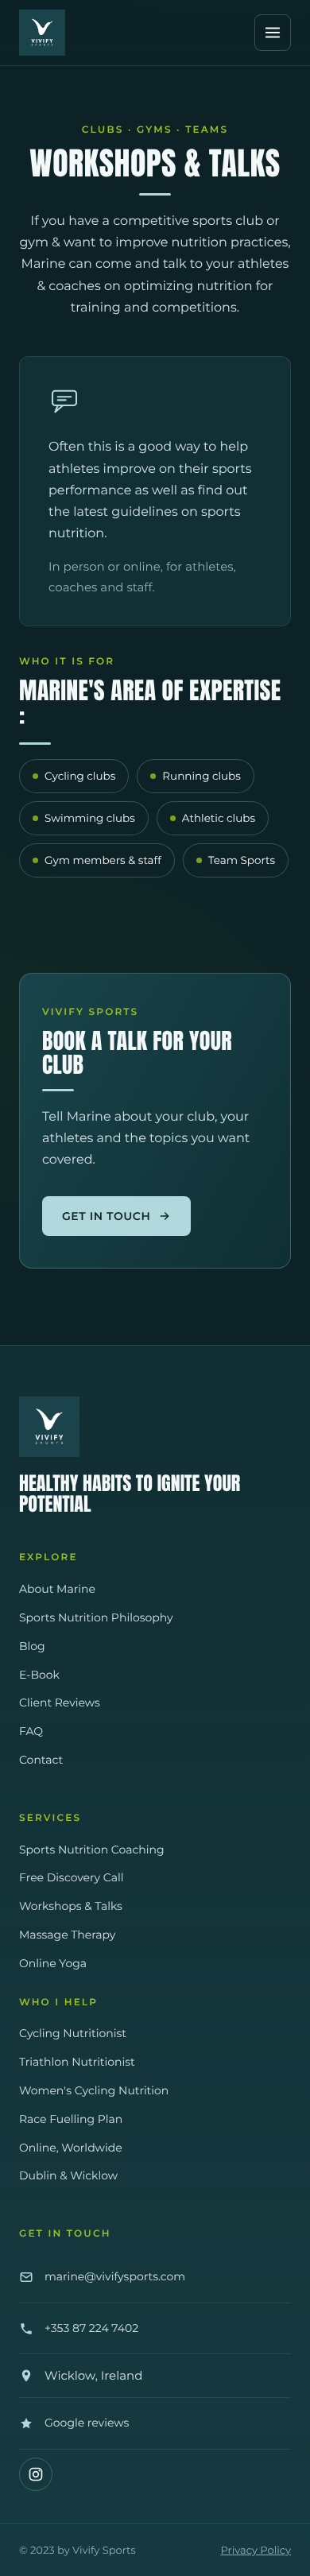 VIVIFY
SPORTS
CLUBS · GYMS · TEAMS
WORKSHOPS & TALKS
If you have a competitive sports club or
gym & want to improve nutrition practices,
Marine can come and talk to your athletes
& coaches on optimizing nutrition for
training and competitions.
Often this is a good way to help
athletes improve on their sports
performance as well as find out
the latest guidelines on sports
nutrition.
In person or online, for athletes,
coaches and staff.
WHO IT IS FOR
MARINE'S AREA OF EXPERTISE
:
Cycling clubs
Running clubs
Swimming clubs
Athletic clubs
Gym members & staff
Team Sports
VIVIFY SPORTS
BOOK A TALK FOR YOUR
CLUB
Tell Marine about your club, your
athletes and the topics you want
covered.
GET IN TOUCH →
VIVIFY
SPORTS
HEALTHY HABITS TO IGNITE YOUR
POTENTIAL
EXPLORE
About Marine
Sports Nutrition Philosophy
Blog
E-Book
Client Reviews
FAQ
Contact
SERVICES
Sports Nutrition Coaching
Free Discovery Call
Workshops & Talks
Massage Therapy
Online Yoga
WHO I HELP
Cycling Nutritionist
Triathlon Nutritionist
Women's Cycling Nutrition
Race Fuelling Plan
Online, Worldwide
Dublin & Wicklow
GET IN TOUCH
marine@vivifysports.com
+353 87 224 7402
Wicklow, Ireland
Google reviews
© 2023 by Vivify Sports
Privacy Policy